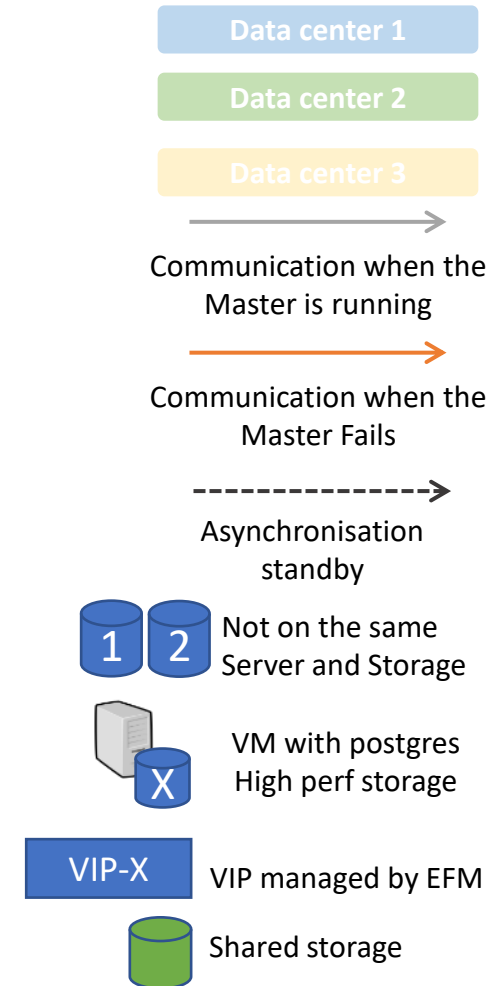 Data center 1
Data center 2
Data center 3
Communication when the
Master is running
Communication when the
Master Fails
Asynchronisation
standby
1 2 Not on the same
Server and Storage
VM with postgres
X High perf storage
VIP-X VIP managed by EFM
Shared storage